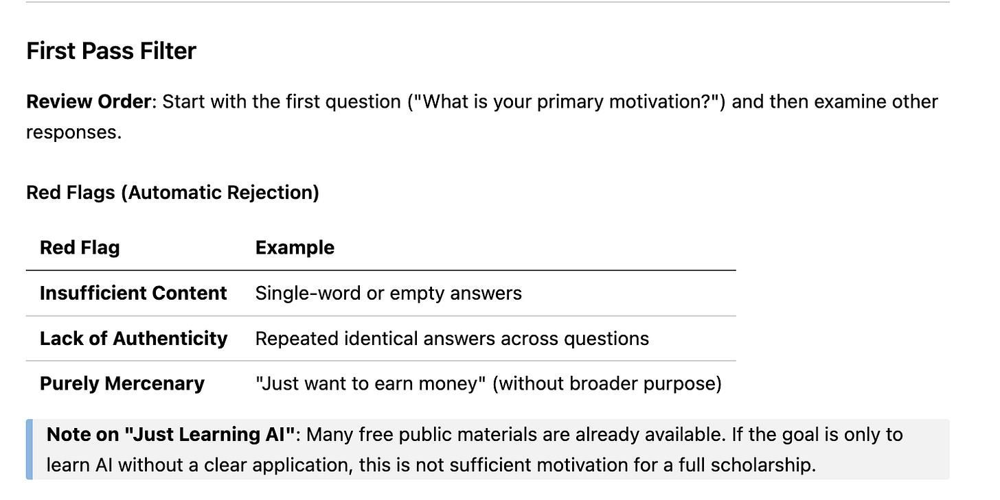 First Pass Filter
Review Order: Start with the first question ("What is your primary motivation?") and then examine other
responses.
Red Flags (Automatic Rejection)
Red Flag Example
Insufficient Content Single-word or empty answers
Lack of Authenticity Repeated identical answers across questions
Purely Mercenary "Just want to earn money" (without broader purpose)
Note on "Just Learning AI": Many free public materials are already available. If the goal is only to
learn AI without a clear application, this is not sufficient motivation for a full scholarship.